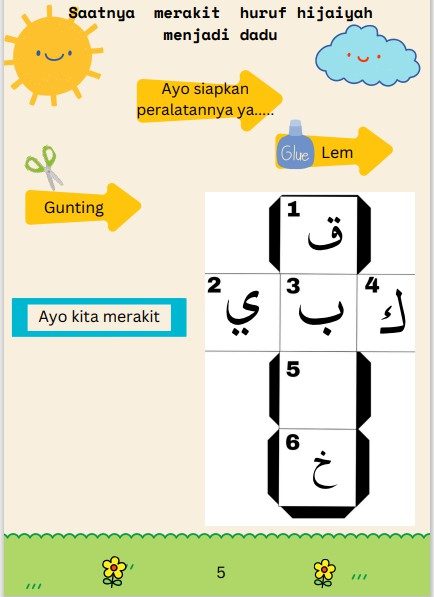 Saatnya merakit huruf hijaiyah
menjadi dadu
Ayo siapkan
peralatannya ya.....
Glue
Lem
Gunting
1
ق
2
ي
3
ب
4
ك
Ayo kita merakit
5
6
خ
5